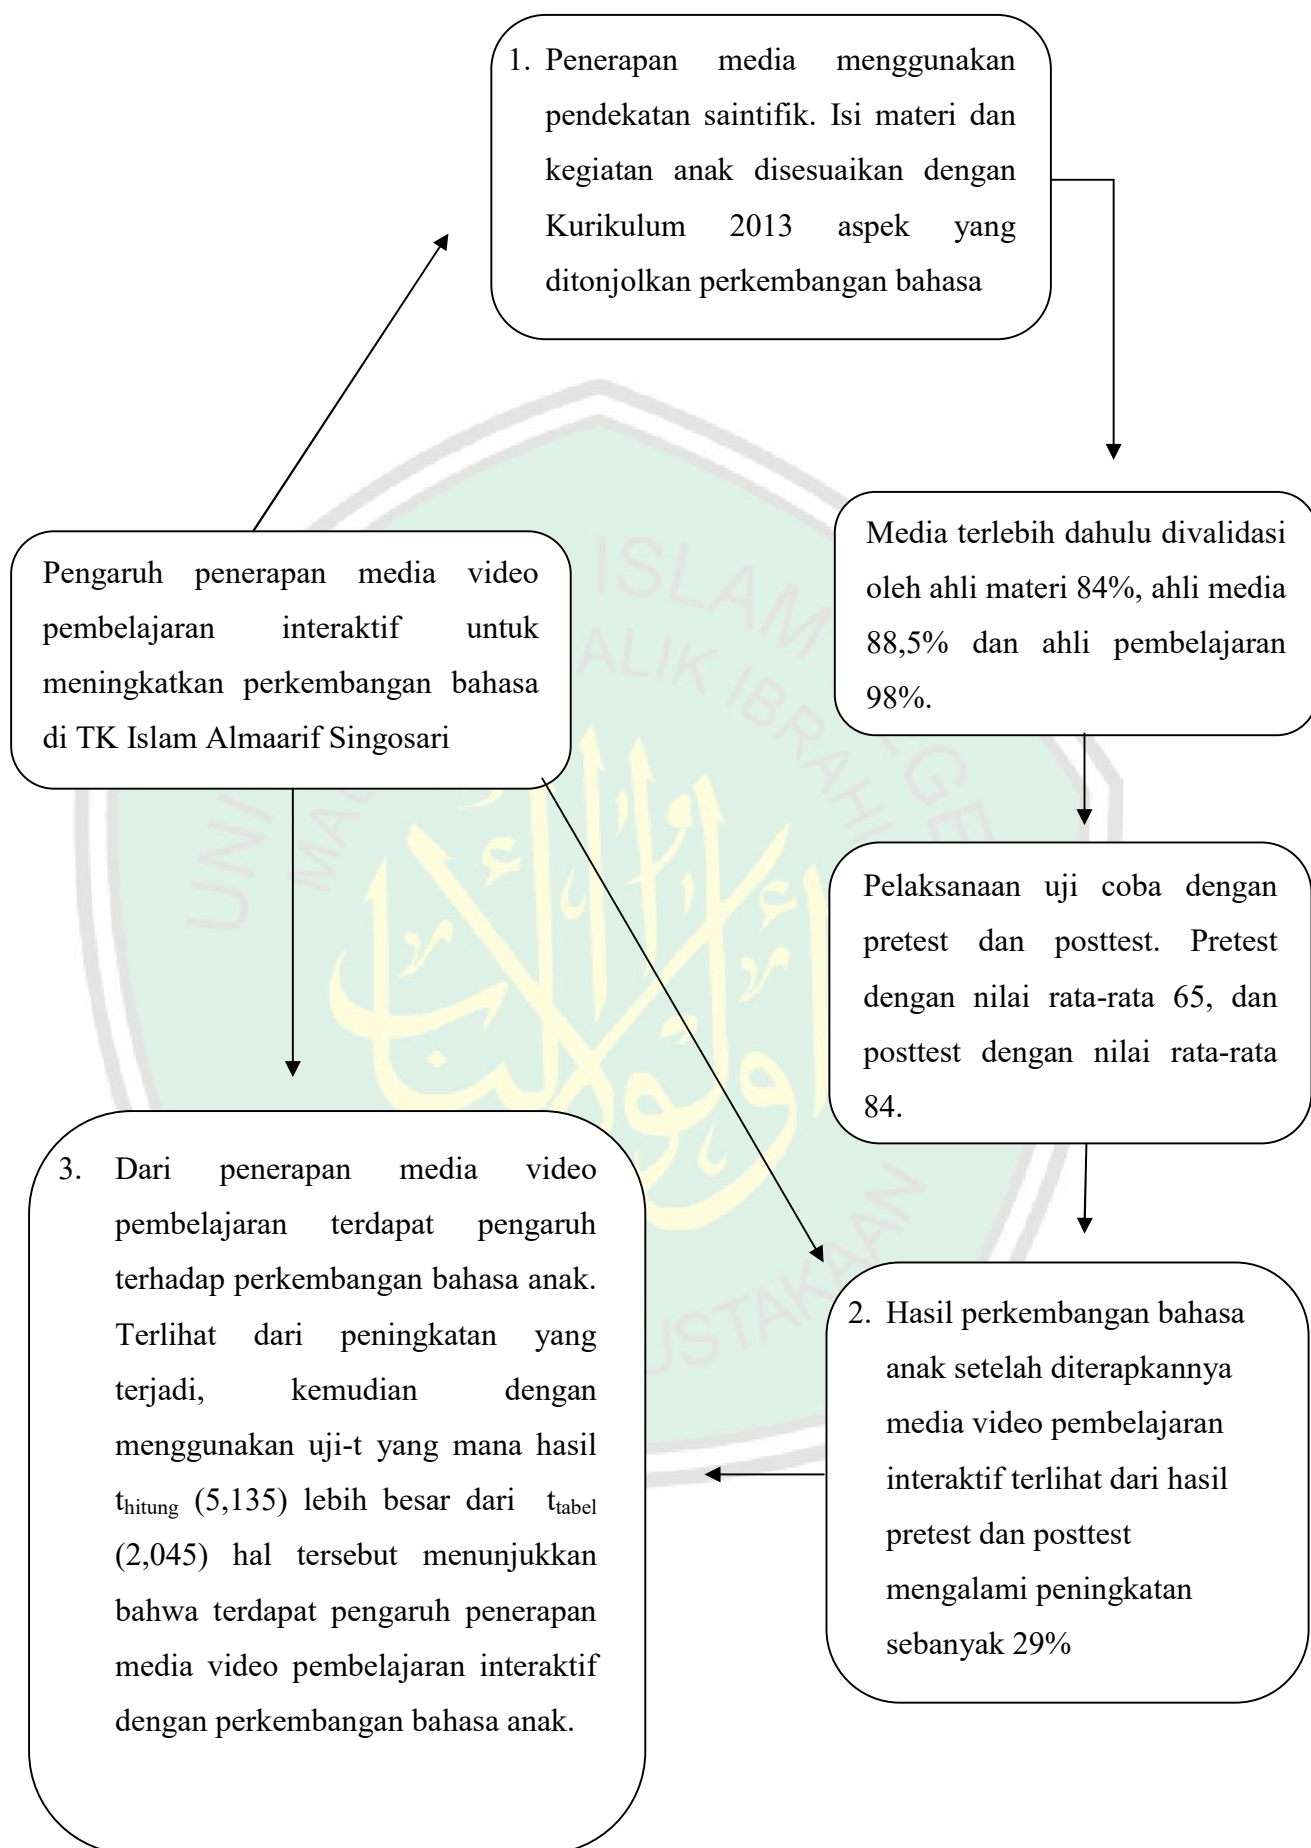 1. Penerapan media menggunakan
pendekatan saintifik. Isi materi dan
kegiatan anak disesuaikan dengan
Kurikulum 2013 aspek yang
ditonjolkan perkembangan bahasa
Pengaruh penerapan media video
pembelajaran interaktif untuk
meningkatkan perkembangan bahasa
di TK Islam Almaarif Singosari
Media terlebih dahulu divalidasi
oleh ahli materi 84%, ahli media
88,5% dan ahli pembelajaran
98%.
Pelaksanaan uji coba dengan
pretest dan posttest. Pretest
dengan nilai rata-rata 65, dan
posttest dengan nilai rata-rata
84.
2. Hasil perkembangan bahasa
anak setelah diterapkannya
media video pembelajaran
interaktif terlihat dari hasil
pretest dan posttest
mengalami peningkatan
sebanyak 29%
3. Dari penerapan media video
pembelajaran terdapat pengaruh
terhadap perkembangan bahasa anak.
Terlihat dari peningkatan yang
terjadi, kemudian dengan
menggunakan uji-t yang mana hasil
thitung (5,135) lebih besar dari ttabel
(2,045) hal tersebut menunjukkan
bahwa terdapat pengaruh penerapan
media video pembelajaran interaktif
dengan perkembangan bahasa anak.
ISLAM
ALIK IBRAHI